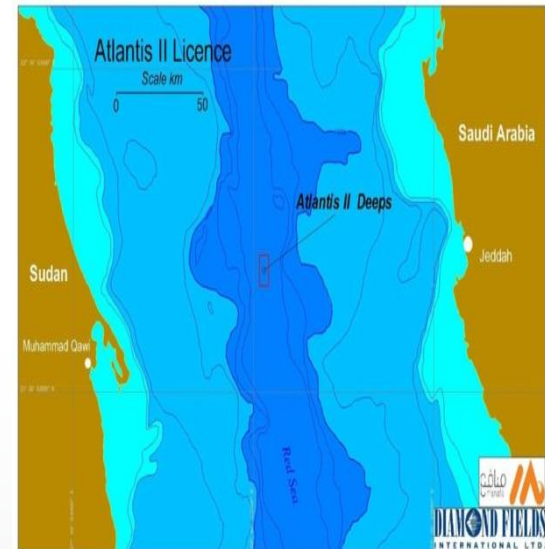 Atlantis II Licence
Scale km
0 50
Saudi Arabia
Atlantis II Deeps
Jeddah
Sudan
Muhammad Qawi
Red Sea
منافع
DIAMOND FIELDS
INTERNATIONAL LTD.